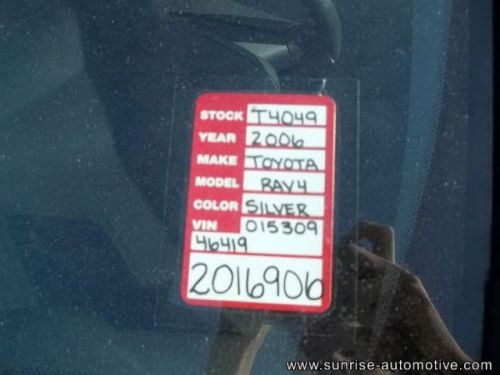 STOCK T4049
YEAR 2006
MAKE TOYOTA
MODEL RAV4
COLOR SILVER
VIN 015309
46419
2016906
www.sunrise-automotive.com